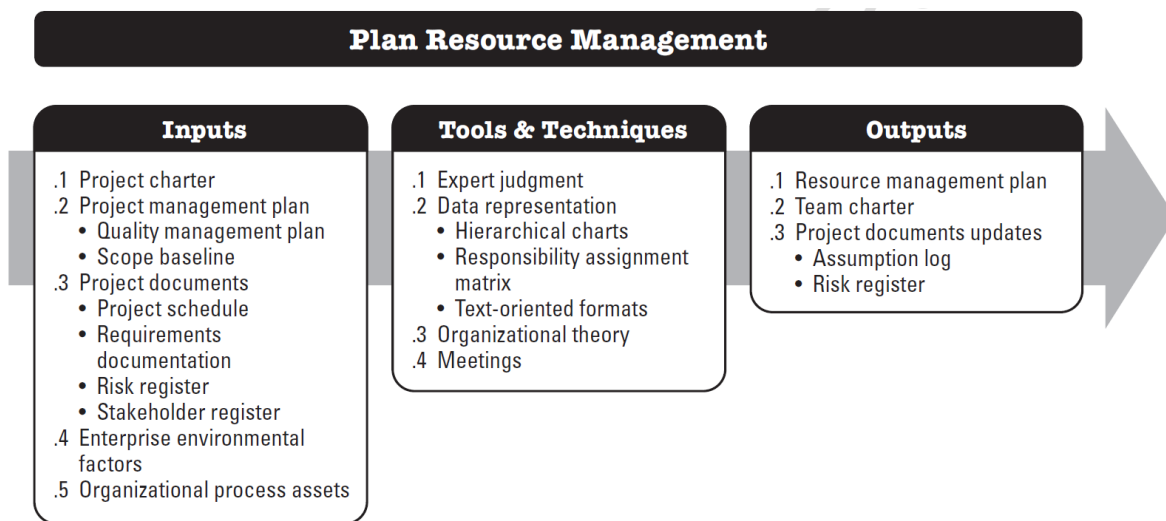 Plan Resource Management
Inputs
.1 Project charter
.2 Project management plan
• Quality management plan
• Scope baseline
.3 Project documents
• Project schedule
• Requirements
documentation
• Risk register
• Stakeholder register
.4 Enterprise environmental
factors
.5 Organizational process assets
Tools & Techniques
.1 Expert judgment
.2 Data representation
• Hierarchical charts
• Responsibility assignment
matrix
• Text-oriented formats
.3 Organizational theory
.4 Meetings
Outputs
.1 Resource management plan
.2 Team charter
.3 Project documents updates
• Assumption log
• Risk register